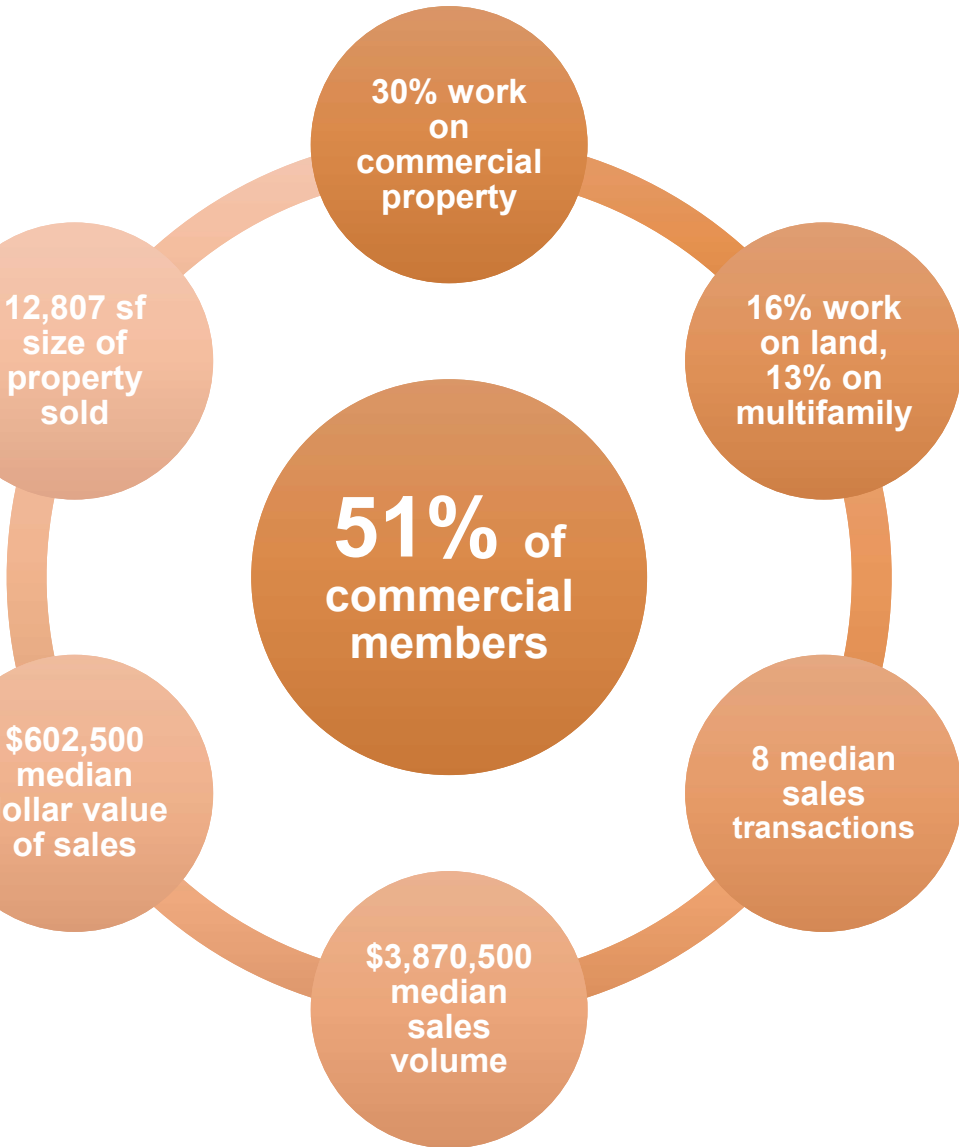 30% work
on
commercial
property
16% work
on land,
13% on
multifamily
8 median
sales
transactions
$3,870,500
median
sales
volume
$602,500
median
ollar value
of sales
12,807 sf
size of
property
sold
51% of
commercial
members